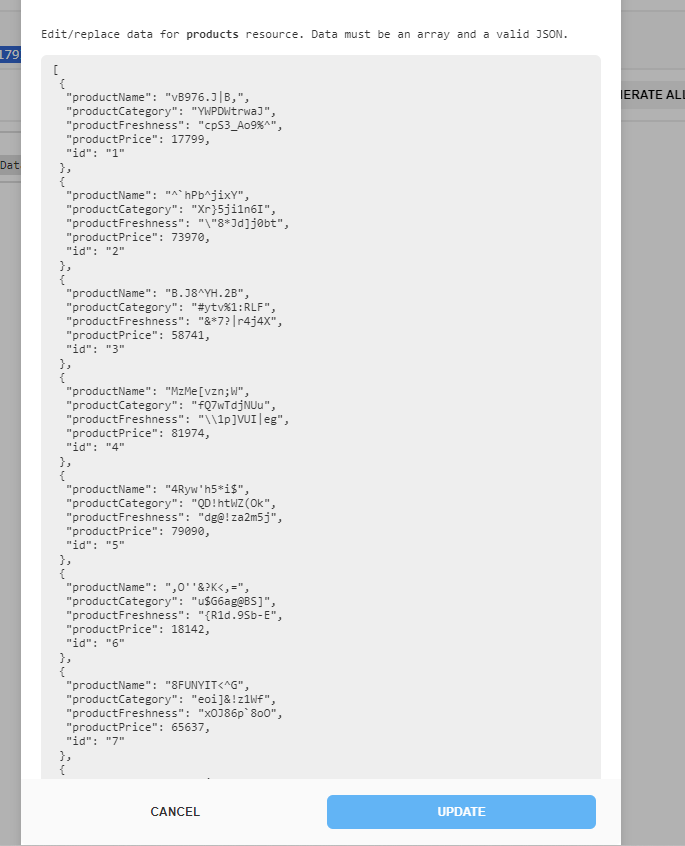 Edit/replace data for products resource. Data must be an array and a valid JSON.
179
ERATE ALL
Dat
[
{
"productName": "vB976.J|B,",
"productCategory": "YWPDWtrwaJ",
"productFreshness": "cpS3_Ao9%^",
"productPrice": 17799,
"id": "1"
},
{
"productName": "^`hPb^jixY",
"productCategory": "Xr}5ji1n6I",
"productFreshness": "\"8*Jd]j0bt",
"productPrice": 73970,
"id": "2"
},
{
"productName": "B.J8^YH.2B",
"productCategory": "#ytv%1:RLF",
"productFreshness": "&*7?|r4j4X",
"productPrice": 58741,
"id": "3"
},
{
"productName": "MzMe[vzn;W",
"productCategory": "fQ7wTdjNUu",
"productFreshness": "\\1p]VUI|eg",
"productPrice": 81974,
"id": "4"
},
{
"productName": "4Ryw'h5*i$",
"productCategory": "QD!htWZ(Ok",
"productFreshness": "dg@!za2m5j",
"productPrice": 79090,
"id": "5"
},
{
"productName": ",O''&?K<,=",
"productCategory": "u$G6ag@BS]",
"productFreshness": "{R1d.9Sb-E",
"productPrice": 18142,
"id": "6"
},
{
"productName": "8FUNYIT<^G",
"productCategory": "eoi]&!z1Wf",
"productFreshness": "xOJ86p`8oO",
"productPrice": 65637,
"id": "7"
},
{
CANCEL
UPDATE